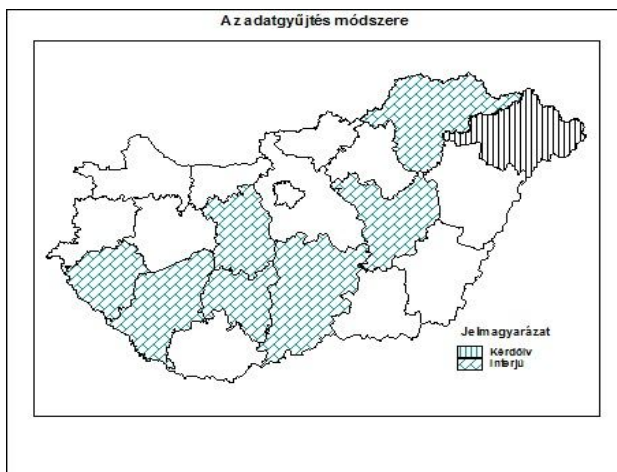 Az adatgyűjtés módszere
Jelmagyarázat
Kérdőív
Interjú